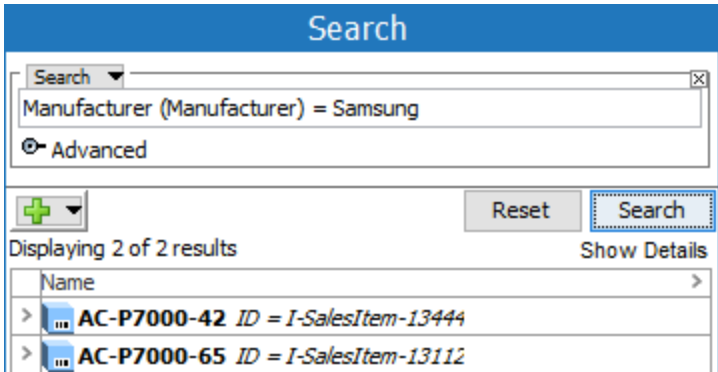 Search
Search
Manufacturer (Manufacturer) = Samsung
Advanced
Reset Search
Displaying 2 of 2 results Show Details
Name
AC-P7000-42 ID = I-SalesItem-13444
AC-P7000-65 ID = I-SalesItem-13112